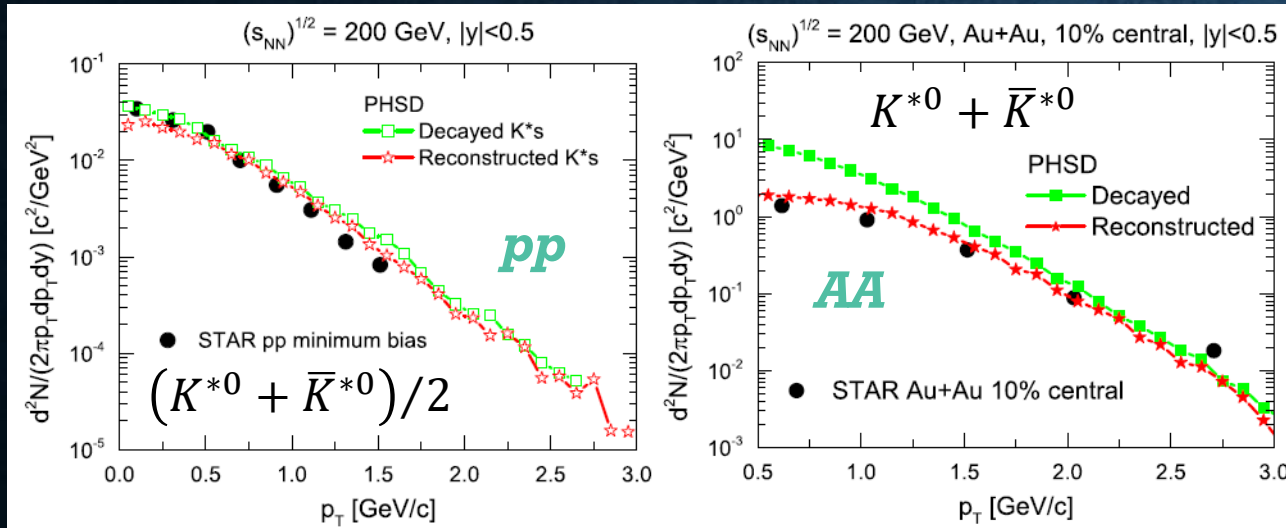 (s_NN)^1/2 = 200 GeV, |y|<0.5
d²N/(2πp_T dp_T dy) [c²/GeV²]
10⁻¹
10⁻²
10⁻³
10⁻⁴
10⁻⁵
PHSD
Decayed K*s
Reconstructed K*s
pp
STAR pp minimum bias
(K*⁰ + K̅*⁰)/2
0.0 0.5 1.0 1.5 2.0 2.5 3.0
p_T [GeV/c]
(s_NN)^1/2 = 200 GeV, Au+Au, 10% central, |y|<0.5
d²N/(2πp_T dp_T dy) [c²/GeV²]
10²
10¹
10⁰
10⁻¹
10⁻²
10⁻³
K*⁰ + K̅*⁰
PHSD
Decayed
Reconstructed
AA
STAR Au+Au 10% central
0.5 1.0 1.5 2.0 2.5 3.0
p_T [GeV/c]